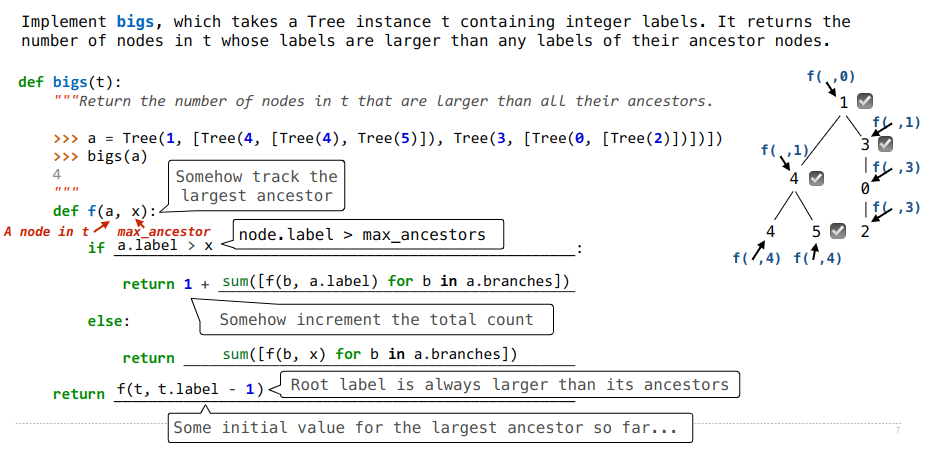 Implement bigs, which takes a Tree instance t containing integer labels. It returns the
number of nodes in t whose labels are larger than any labels of their ancestor nodes.
def bigs(t):
"""Return the number of nodes in t that are larger than all their ancestors.
>>> a = Tree(1, [Tree(4, [Tree(4), Tree(5)]), Tree(3, [Tree(0, [Tree(2)])])])
>>> bigs(a)
4
"""
Somehow track the
largest ancestor
def f(a, x):
A node in t
max_ancestor
if a.label > x :
node.label > max_ancestors
return 1 + sum([f(b, a.label) for b in a.branches])
Somehow increment the total count
else:
return sum([f(b, x) for b in a.branches])
return f(t, t.label - 1)
Root label is always larger than its ancestors
Some initial value for the largest ancestor so far...
f( ,0)
1
f( ,1)
3
f( ,1)
4
f( ,3)
0
f( ,3)
4
5
2
f( ,4)
f( ,4)
7